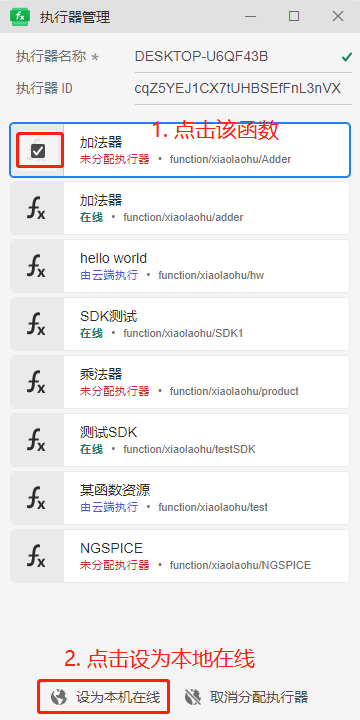 执行器管理
执行器名称 * DESKTOP-U6QF43B
执行器 ID cqZ5YEJ1CX7tUHBSEfFnL3nVX
1. 点击该函数
加法器
未分配执行器 • function/xiaolaohu/Adder
加法器
在线 • function/xiaolaohu/adder
hello world
由云端执行 • function/xiaolaohu/hw
SDK测试
在线 • function/xiaolaohu/SDK1
乘法器
未分配执行器 • function/xiaolaohu/product
测试SDK
在线 • function/xiaolaohu/testSDK
某函数资源
由云端执行 • function/xiaolaohu/test
NGSPICE
未分配执行器 • function/xiaolaohu/NGSPICE
2. 点击设为本地在线
设为本机在线 取消分配执行器